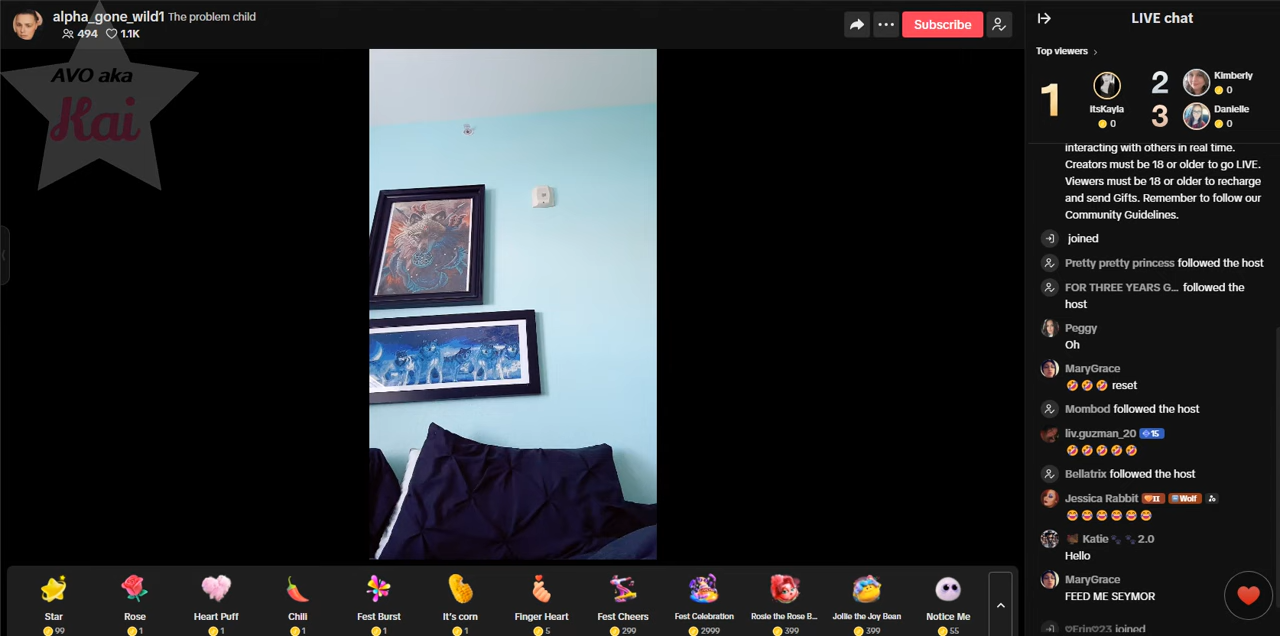 alpha_gone_wild1 The problem child
494 1.1K
Subscribe
AVO aka
Kai
LIVE chat
Top viewers
1
ItsKayla
0
2
Kimberly
0
3
Danielle
0
interacting with others in real time.
Creators must be 18 or older to go LIVE.
Viewers must be 18 or older to recharge
and send Gifts. Remember to follow our
Community Guidelines.
joined
Pretty pretty princess followed the host
FOR THREE YEARS G... followed the
host
Peggy
Oh
MaryGrace
🤣 🤣 🤣 reset
Mombod followed the host
liv.guzman_20 15
🤣 🤣 🤣 🤣 🤣
Bellatrix followed the host
Jessica Rabbit II Wolf
Katie 🐾 🐾 2.0
Hello
MaryGrace
FEED ME SEYMOR
Erin 23 joined
Star
99
Rose
1
Heart Puff
1
Chili
1
Fest Burst
1
It's corn
1
Finger Heart
5
Fest Cheers
299
Fest Celebration
2999
Rosie the Rose B...
399
Jollie the Joy Bean
399
Notice Me
55